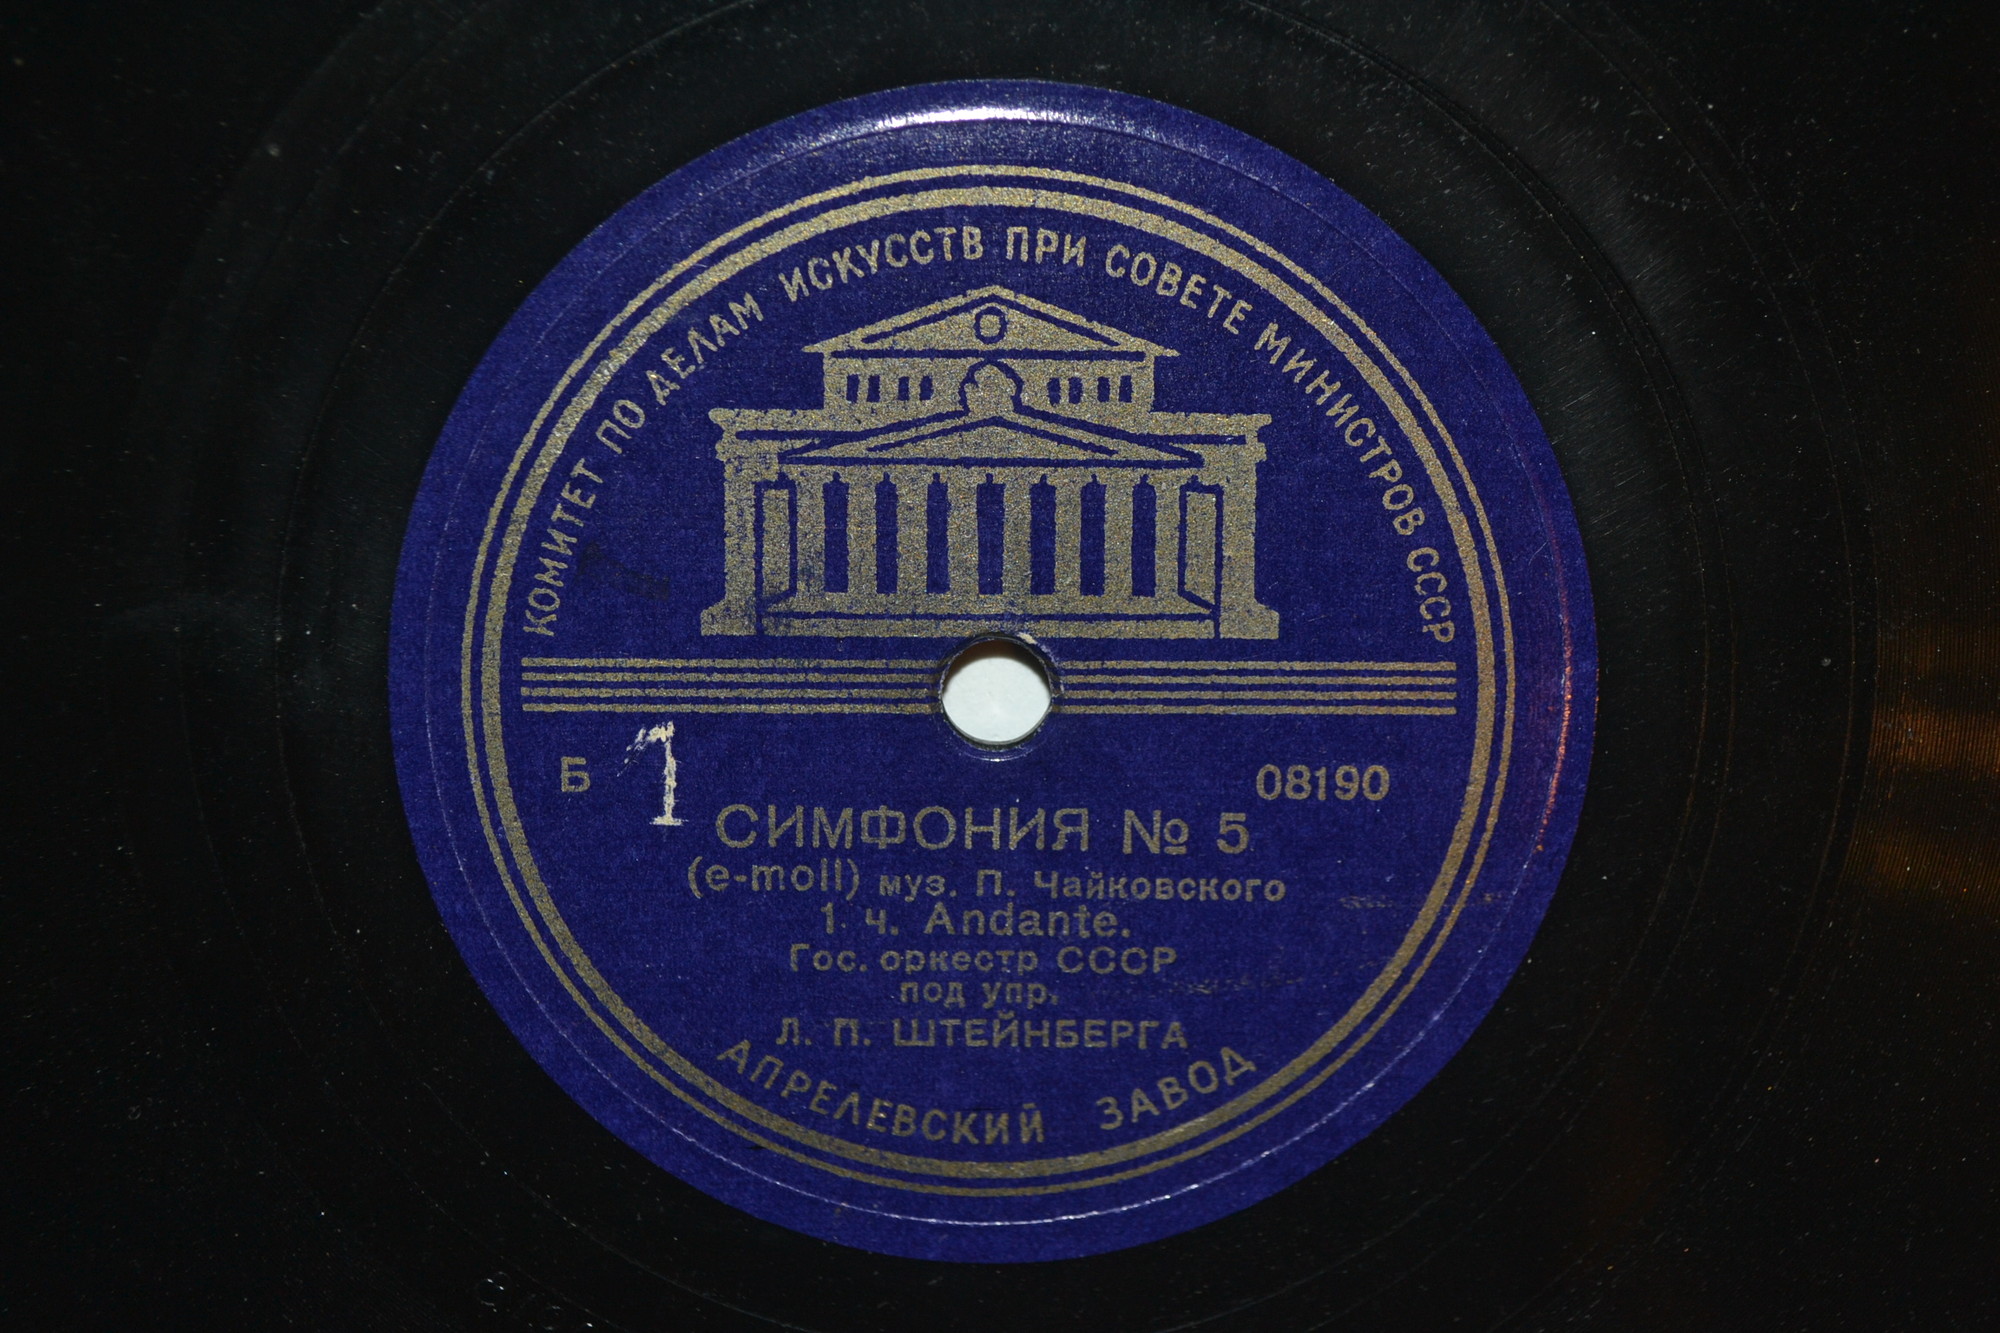 КОМИТЕТ ПО ДЕЛАМ ИСКУССТВ ПРИ СОВЕТЕ МИНИСТРОВ СССР
Б 1 08190
СИМФОНИЯ № 5
(e-moll) муз. П. Чайковского
1. ч. Andante.
Гос. оркестр СССР
под упр.
Л. П. ШТЕЙНБЕРГА
АПРЕЛЕВСКИЙ ЗАВОД